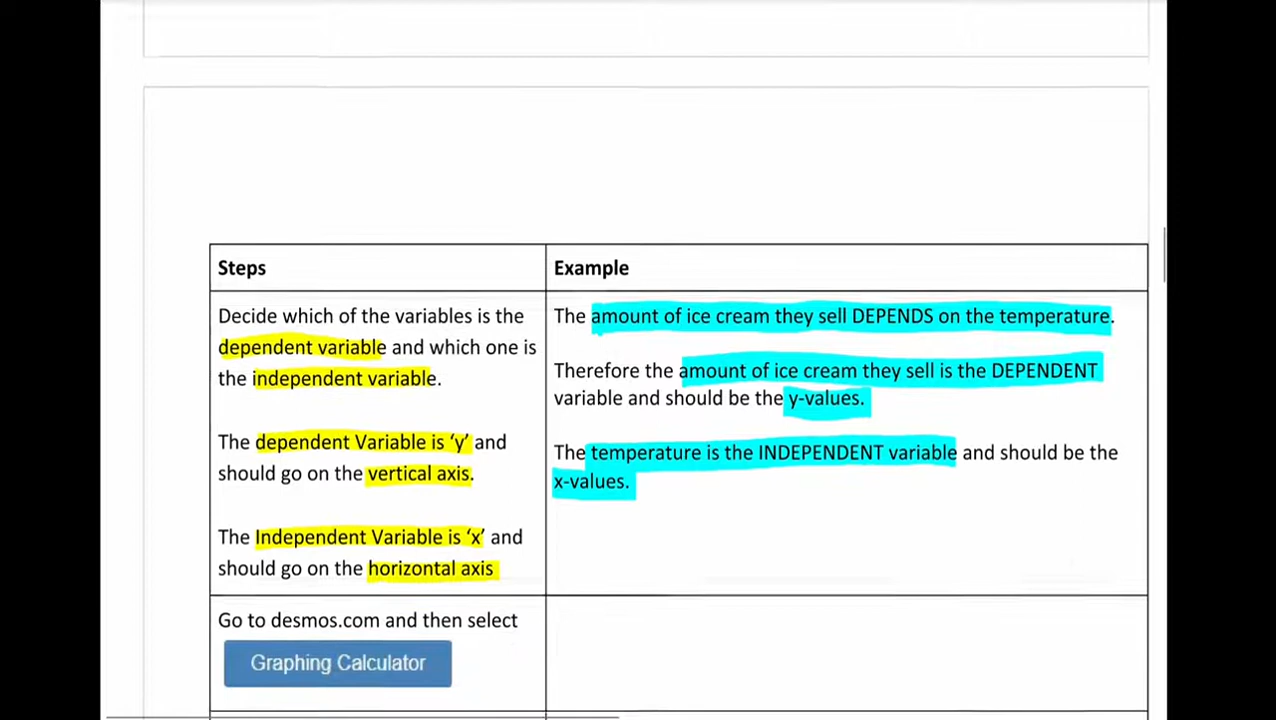 Steps
Example
Decide which of the variables is the
dependent variable and which one is
the independent variable.
The dependent Variable is ‘y’ and
should go on the vertical axis.
The Independent Variable is ‘x’ and
should go on the horizontal axis
The amount of ice cream they sell DEPENDS on the temperature.
Therefore the amount of ice cream they sell is the DEPENDENT
variable and should be the y-values.
The temperature is the INDEPENDENT variable and should be the
x-values.
Go to desmos.com and then select
Graphing Calculator